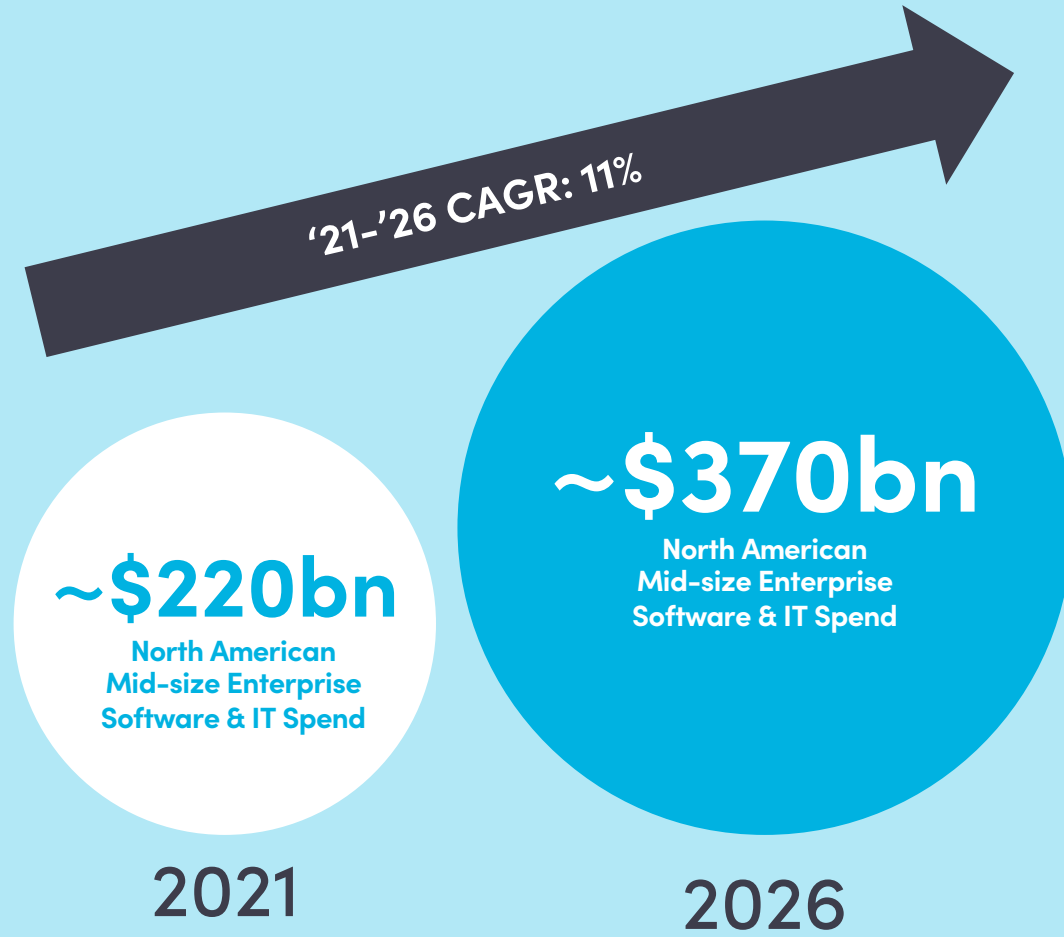 ‘21-’26 CAGR: 11%
~$370bn
North American
Mid-size Enterprise
Software & IT Spend
~$220bn
North American
Mid-size Enterprise
Software & IT Spend
2021
2026